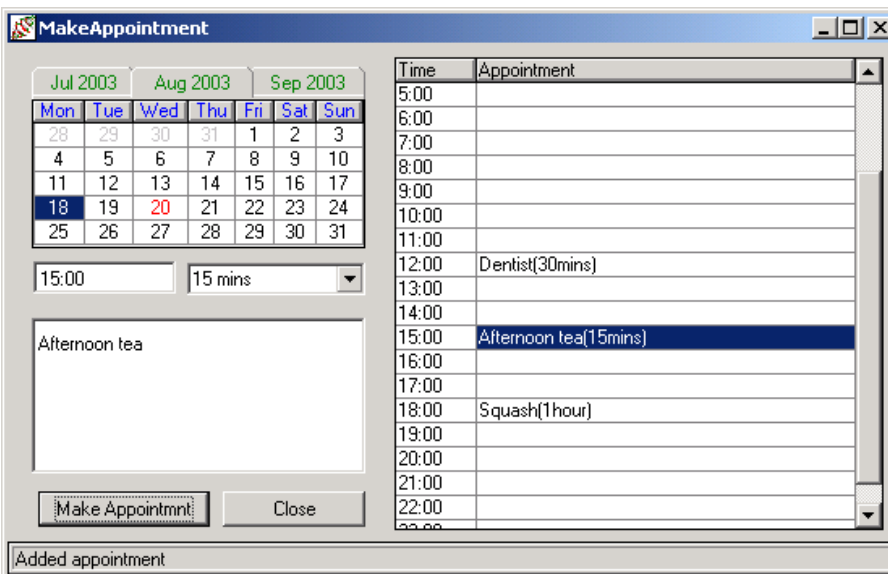 MakeAppointment
Jul 2003 Aug 2003 Sep 2003
Mon Tue Wed Thu Fri Sat Sun
28 29 30 31 1 2 3
4 5 6 7 8 9 10
11 12 13 14 15 16 17
18 19 20 21 22 23 24
25 26 27 28 29 30 31
15:00 15 mins
Afternoon tea
Make Appointmnt Close
Time Appointment
5:00
6:00
7:00
8:00
9:00
10:00
11:00
12:00 Dentist(30mins)
13:00
14:00
15:00 Afternoon tea(15mins)
16:00
17:00
18:00 Squash(1hour)
19:00
20:00
21:00
22:00
Added appointment